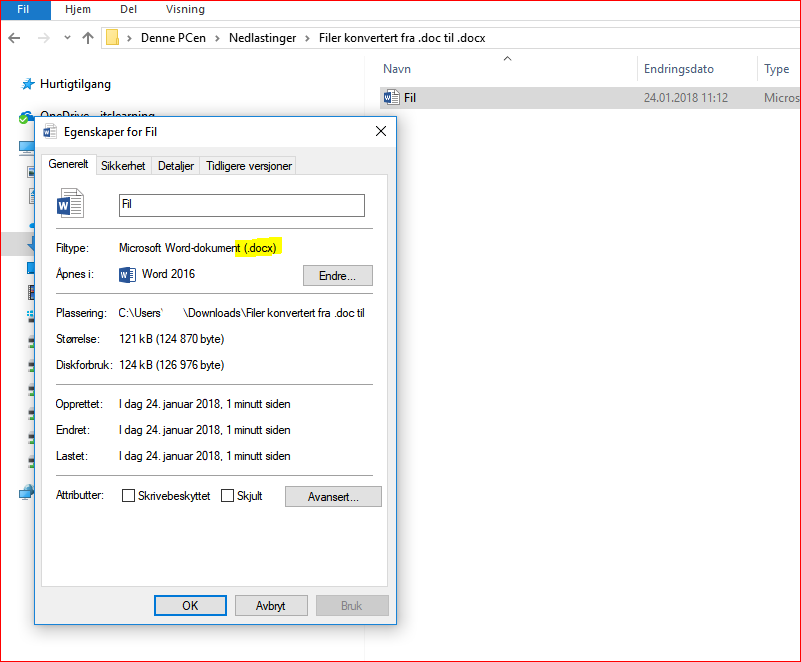 Fil Hjem Del Visning
Denne PCen Nedlastinger Filer konvertert fra .doc til .docx
Navn Endringsdato Type
Hurtigtilgang
Fil 24.01.2018 11:12 Micros
OneDrive - itslearning
Egenskaper for Fil
Generelt Sikkerhet Detaljer Tidligere versjoner
Fil
Filtype: Microsoft Word-dokument (.docx)
Åpnes i: Word 2016 Endre...
Plassering: C:\Users' \Downloads\Filer konvertert fra .doc til
Størrelse: 121 kB (124 870 byte)
Diskforbruk: 124 kB (126 976 byte)
Opprettet: I dag 24. januar 2018, 1 minutt siden
Endret: I dag 24. januar 2018, 1 minutt siden
Lastet: I dag 24. januar 2018, 1 minutt siden
Attributter: Skrivebeskyttet Skjult Avansert...
OK Avbryt Bruk